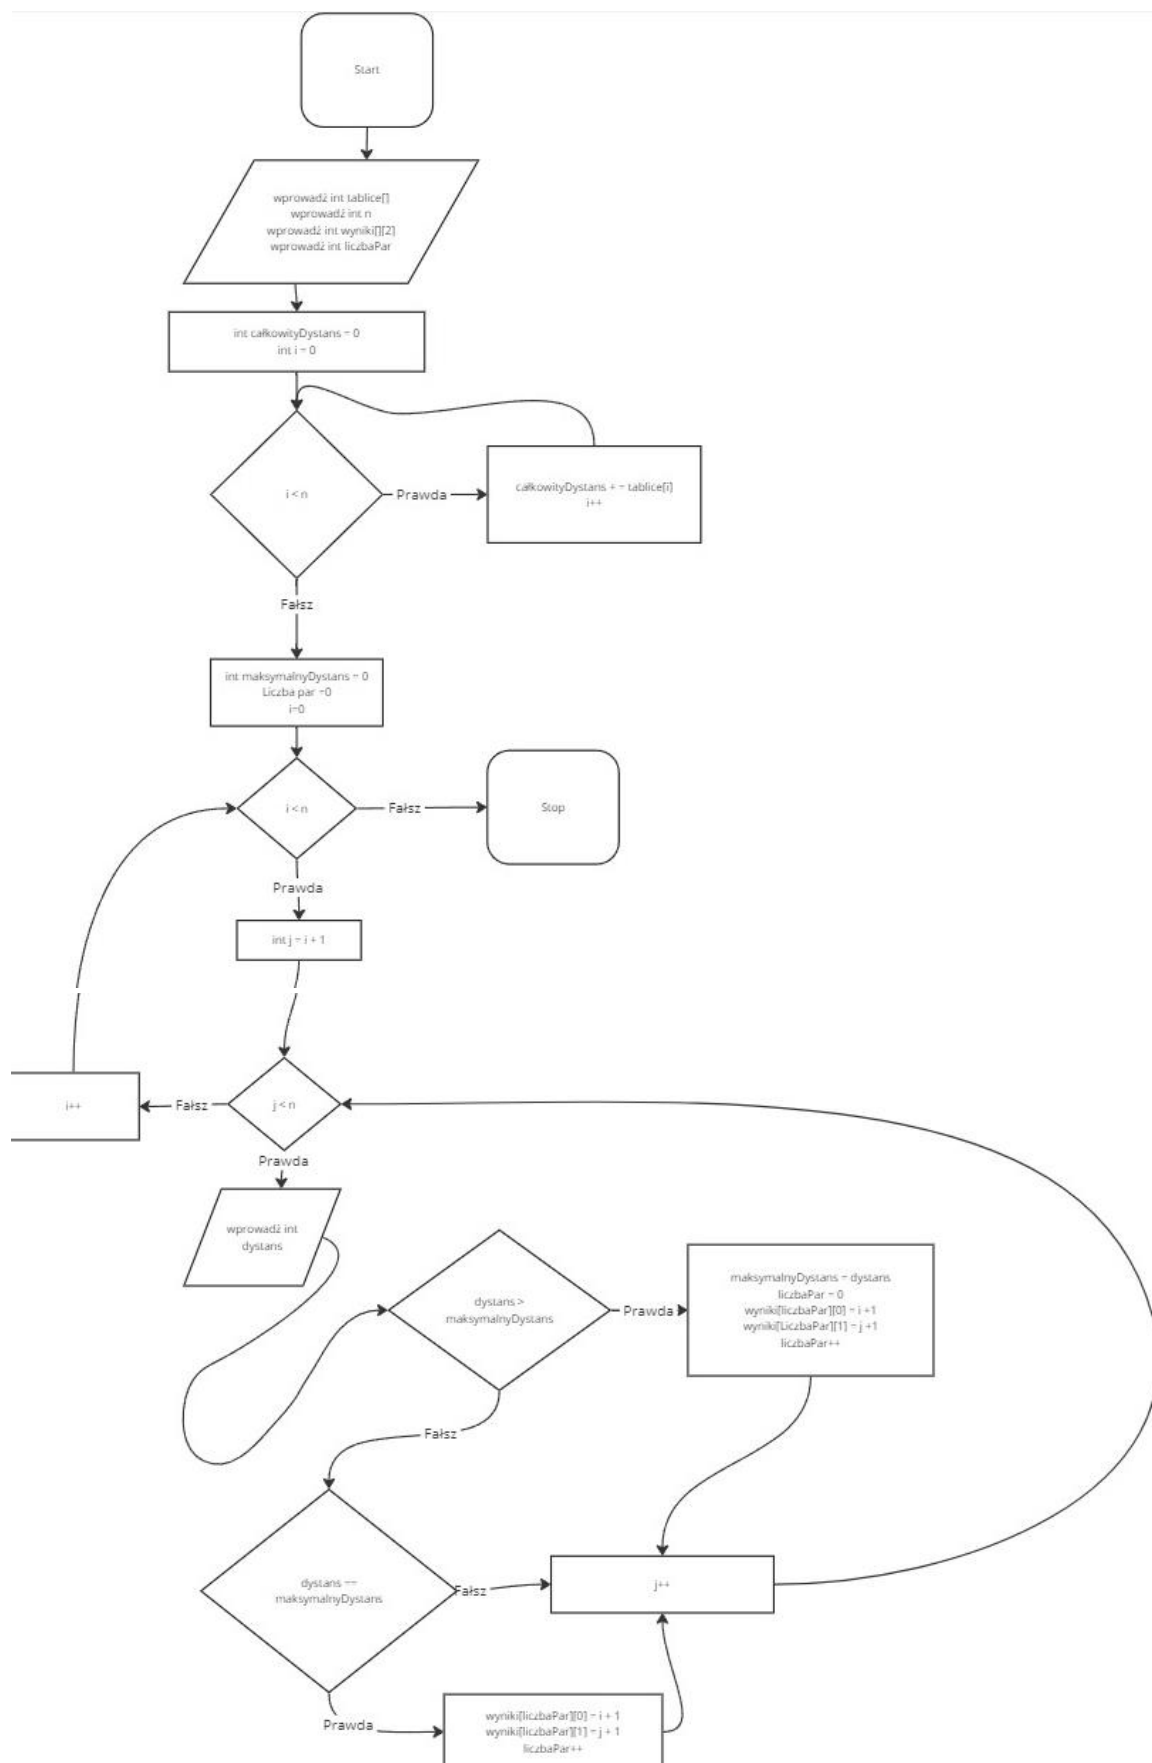 Start
wprowadź int tablice[]
wprowadź int n
wprowadź int wyniki[][2]
wprowadź int liczbaPar
int całkowityDystans = 0
int i = 0
i < n
Prawda
całkowityDystans + = tablice[i]
i++
Fałsz
int maksymalnyDystans = 0
Liczba par =0
i=0
i < n
Fałsz
Stop
Prawda
int j = i + 1
i++
Fałsz
j < n
Prawda
wprowadź int
dystans
dystans >
maksymalnyDystans
Prawda
maksymalnyDystans = dystans
liczbaPar = 0
wyniki[liczbaPar][0] = i +1
wyniki[LiczbaPar][1] = j +1
liczbaPar++
Fałsz
dystans ==
maksymalnyDystans
Fałsz
j++
Prawda
wyniki[liczbaPar][0] = i + 1
wyniki[liczbaPar][1] = j + 1
liczbaPar++